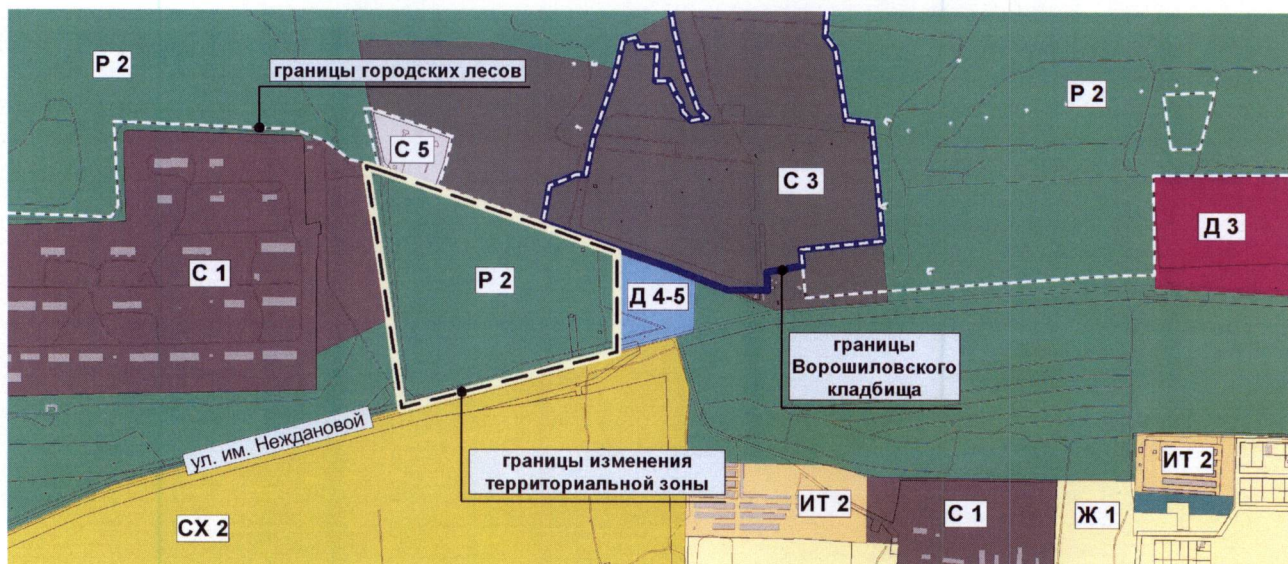 Р 2
границы городских лесов
Р 2
С 5
С 3
Д 3
С 1
Р 2
Д 4-5
границы
Ворошиловского
кладбища
ул. им. Неждановой
границы изменения
территориальной зоны
ИТ 2
СХ 2
ИТ 2
С 1
Ж 1